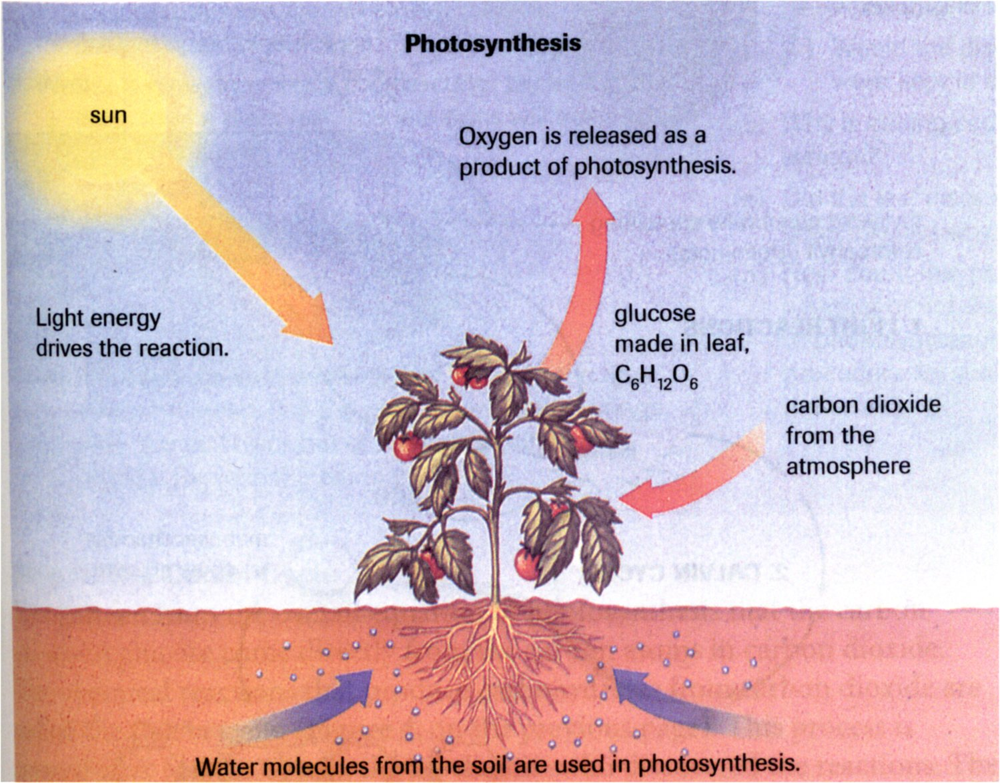 Photosynthesis
sun
Oxygen is released as a
product of photosynthesis.
Light energy
drives the reaction.
glucose
made in leaf,
C₆H₁₂O₆
carbon dioxide
from the
atmosphere
Water molecules from the soil are used in photosynthesis.